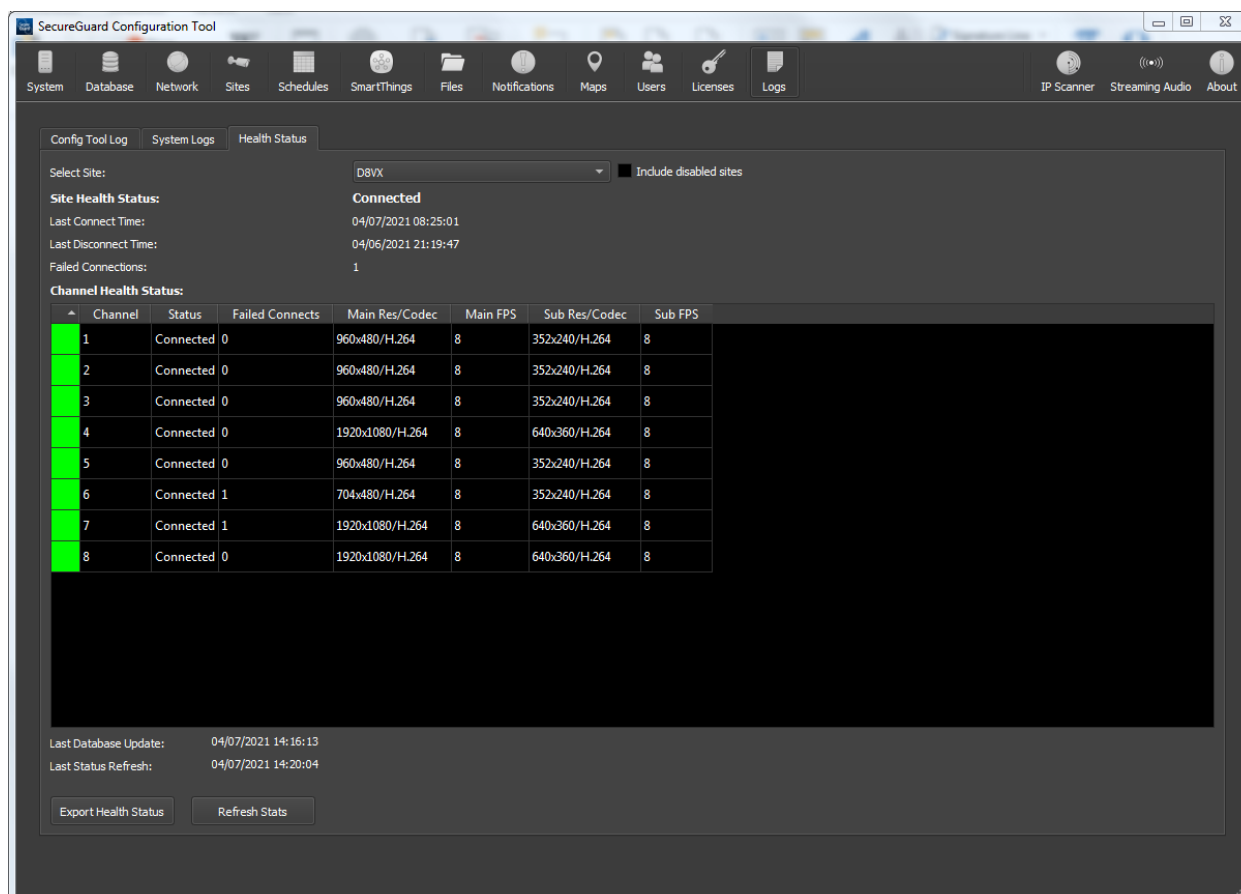 SecureGuard Configuration Tool
System Database Network Sites Schedules SmartThings Files Notifications Maps Users Licenses Logs IP Scanner Streaming Audio About
Config Tool Log System Logs Health Status
Select Site: D8VX Include disabled sites
Site Health Status: Connected
Last Connect Time: 04/07/2021 08:25:01
Last Disconnect Time: 04/06/2021 21:19:47
Failed Connections: 1
Channel Health Status:
Channel Status Failed Connects Main Res/Codec Main FPS Sub Res/Codec Sub FPS
1 Connected 0 960x480/H.264 8 352x240/H.264 8
2 Connected 0 960x480/H.264 8 352x240/H.264 8
3 Connected 0 960x480/H.264 8 352x240/H.264 8
4 Connected 0 1920x1080/H.264 8 640x360/H.264 8
5 Connected 0 960x480/H.264 8 352x240/H.264 8
6 Connected 1 704x480/H.264 8 352x240/H.264 8
7 Connected 1 1920x1080/H.264 8 640x360/H.264 8
8 Connected 0 1920x1080/H.264 8 640x360/H.264 8
Last Database Update: 04/07/2021 14:16:13
Last Status Refresh: 04/07/2021 14:20:04
Export Health Status Refresh Stats